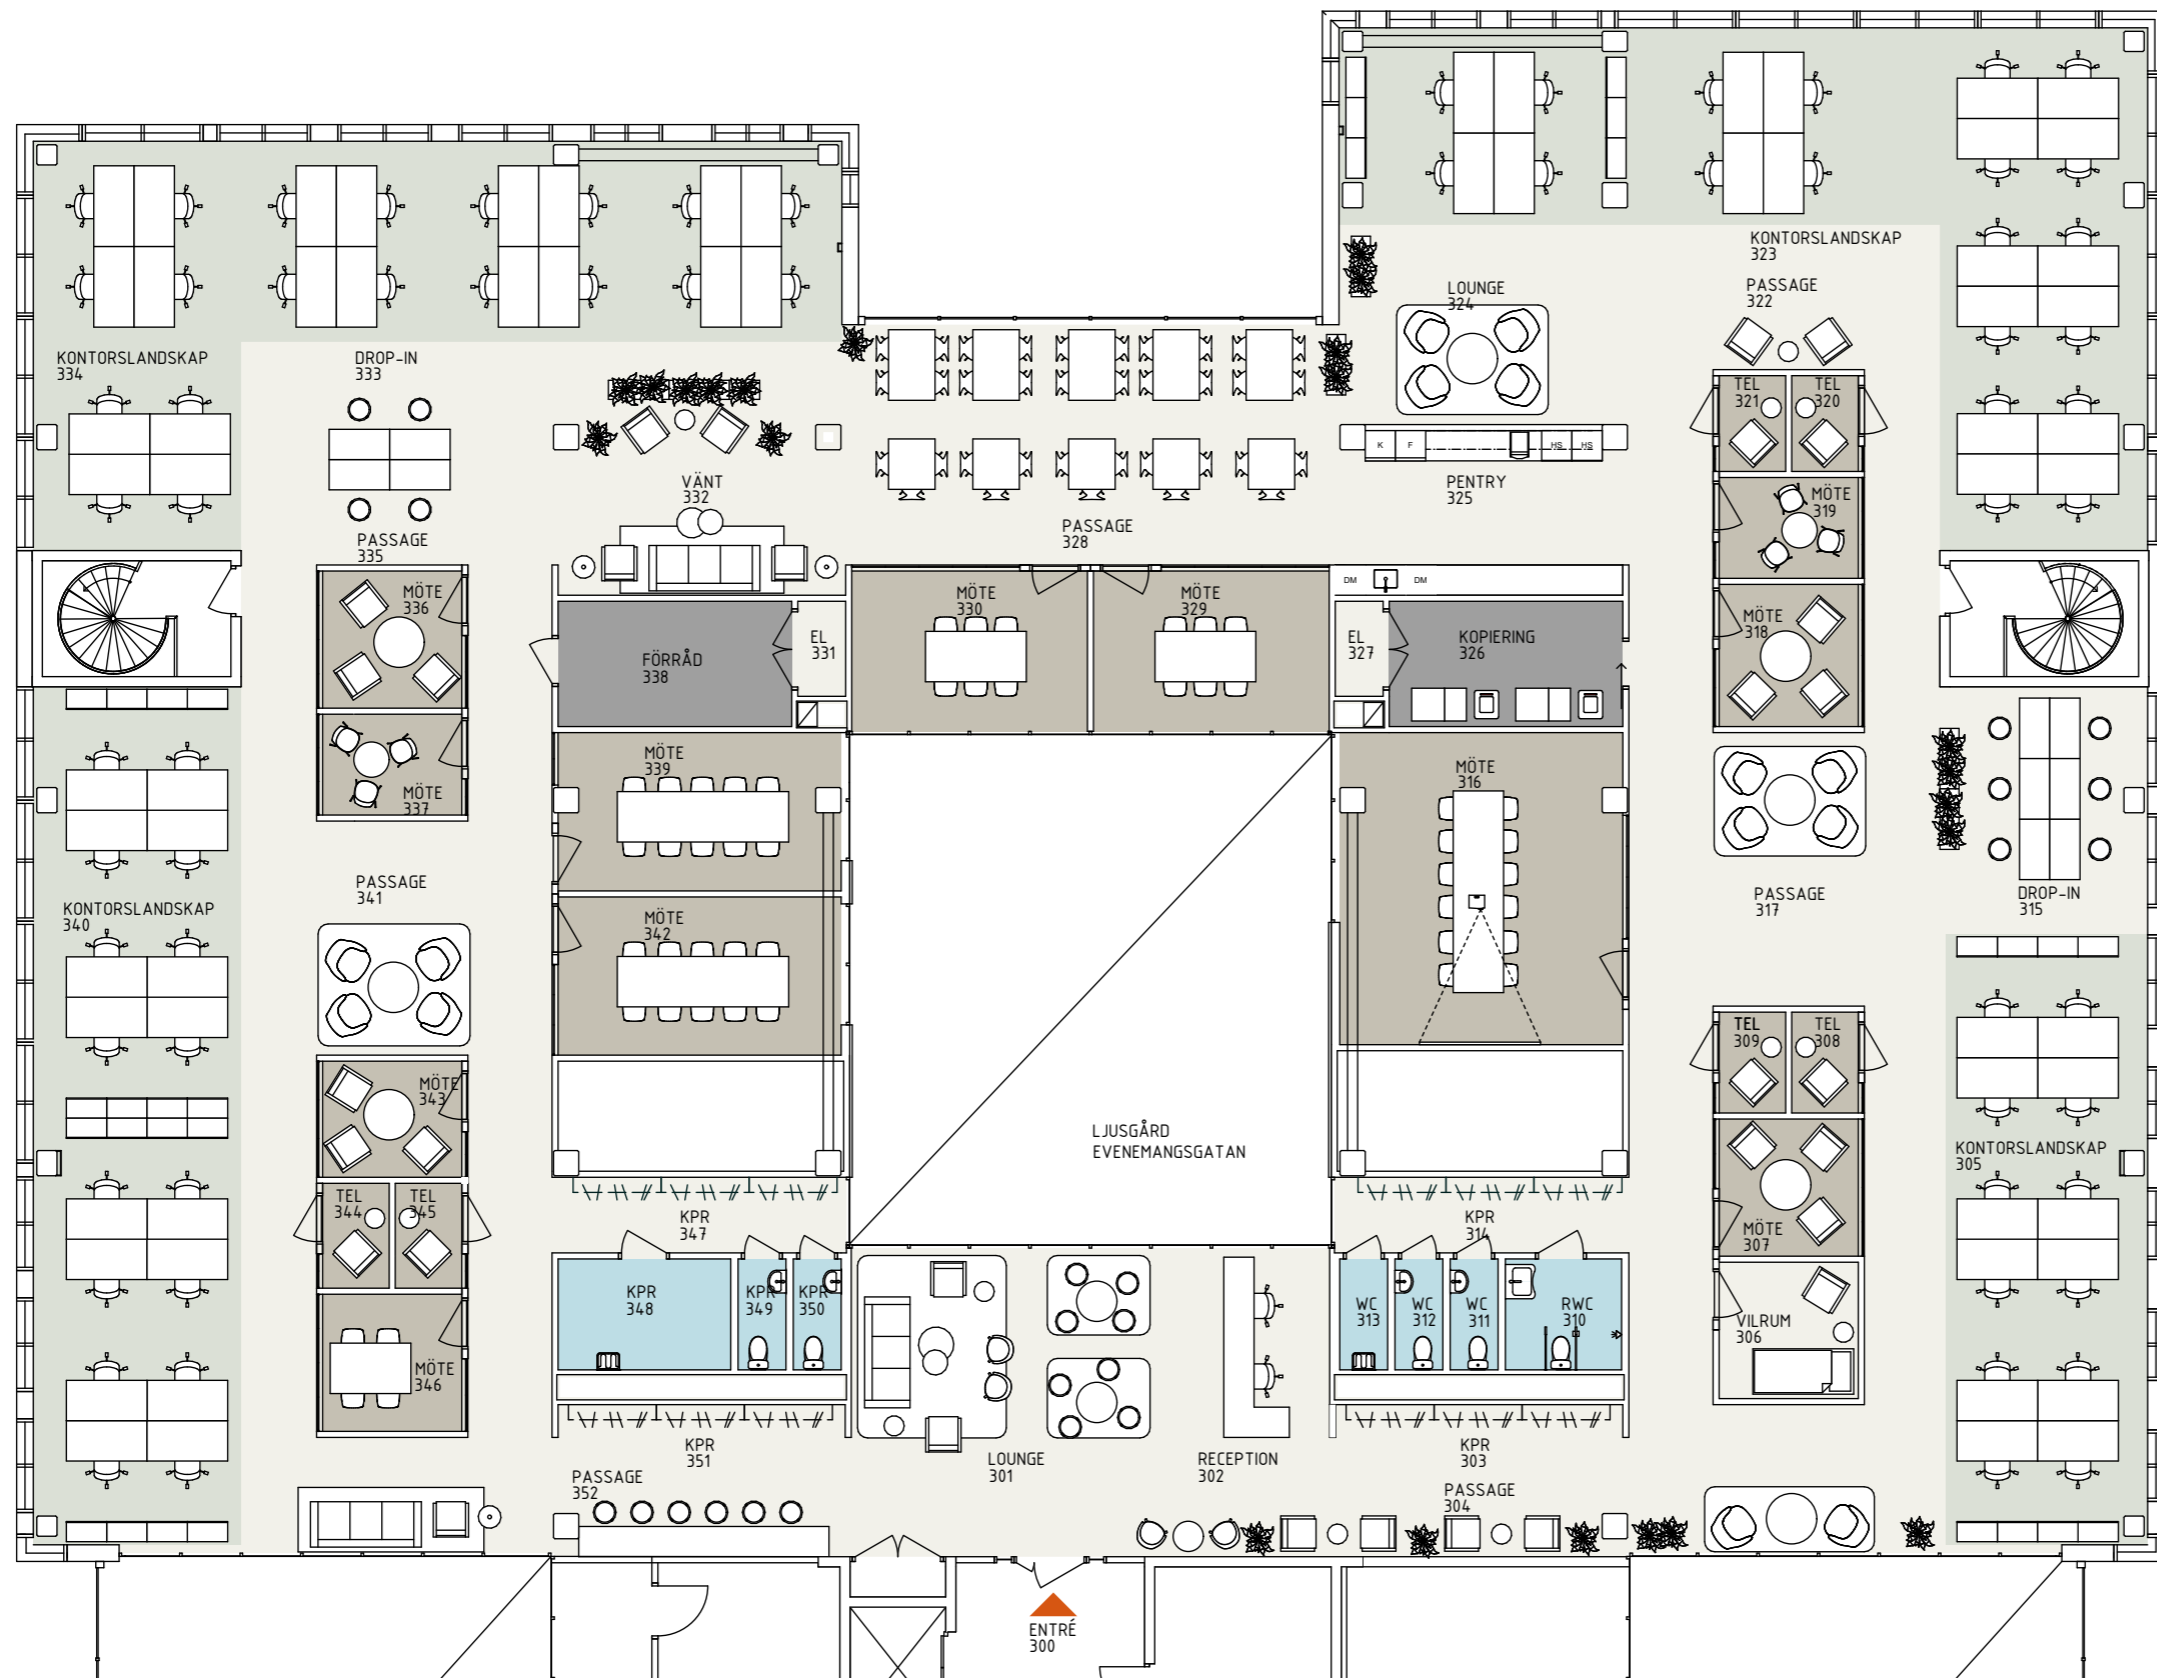 KONTORSLANDSKAP
323
PASSAGE
322
LOUNGE
324
KONTORSLANDSKAP
334
DROP-IN
333
TEL
321
TEL
320
K
F
HS
HS
VÄNT
332
PENTRY
325
MÖTE
319
PASSAGE
328
PASSAGE
335
MÖTE
336
MÖTE
330
MÖTE
329
DM
DM
EL
331
FÖRRÅD
338
EL
327
KOPIERING
326
MÖTE
318
MÖTE
337
MÖTE
339
MÖTE
316
PASSAGE
341
KONTORSLANDSKAP
340
MÖTE
342
PASSAGE
317
DROP-IN
315
TEL
309
TEL
308
MÖTE
343
LJUSGÅRD
EVENEMANGSGATAN
KONTORSLANDSKAP
305
TEL
344
TEL
345
KPR
347
KPR
314
MÖTE
307
KPR
348
KPR
349
KPR
350
WC
313
WC
312
WC
311
RWC
310
VILRUM
306
MÖTE
346
KPR
351
LOUNGE
301
RECEPTION
302
KPR
303
PASSAGE
352
PASSAGE
304
ENTRÉ
300